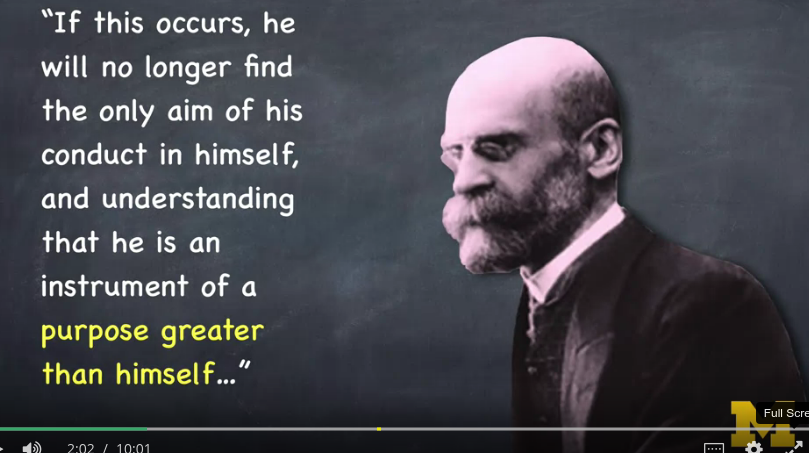 “If this occurs, he
will no longer find
the only aim of his
conduct in himself,
and understanding
that he is an
instrument of a
purpose greater
than himself...”
M
Full Scre
2:02 / 10:01